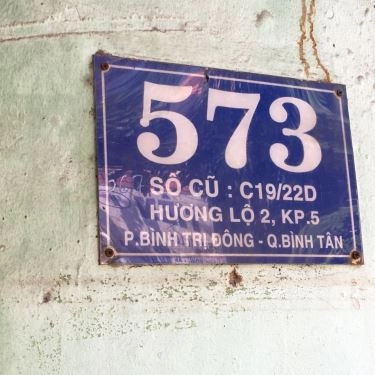 573
SỐ CŨ : C19/22D
HƯƠNG LỘ 2, KP.5
P.BÌNH TRỊ ĐÔNG - Q.BÌNH TÂN